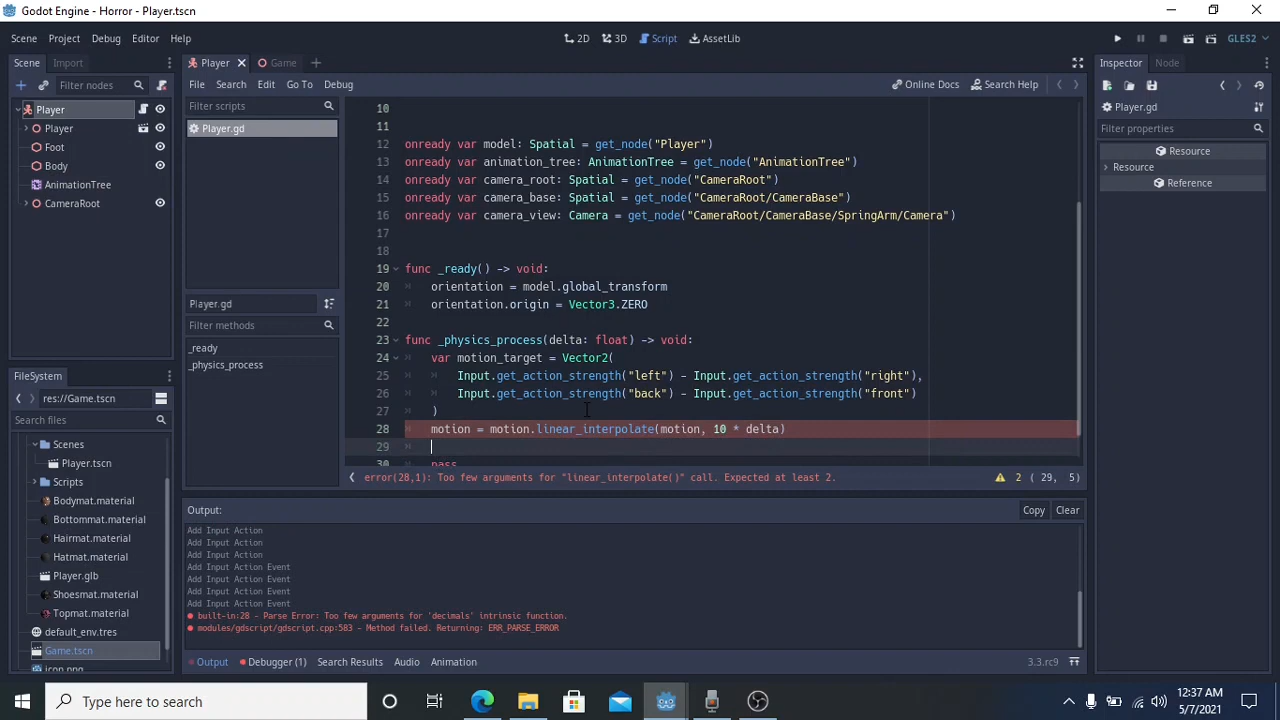 Godot Engine - Horror - Player.tscn
Scene Project Debug Editor Help
2D 3D Script AssetLib
GLES2
Scene Import
Filter nodes
Player
Player
Foot
Body
AnimationTree
CameraRoot
FileSystem
res://Game.tscn
Search files
Scenes
Player.tscn
Scripts
Bodymat.material
Bottommat.material
Hairmat.material
Hatmat.material
Player.glb
Shoesmat.material
Topmat.material
default_env.tres
Game.tscn
icon.png
Player Game
File Search Edit Go To Debug
Online Docs Search Help
Filter scripts
Player.gd
Player.gd
Filter methods
_ready
_physics_process
10
11
12 onready var model: Spatial = get_node("Player")
13 onready var animation_tree: AnimationTree = get_node("AnimationTree")
14 onready var camera_root: Spatial = get_node("CameraRoot")
15 onready var camera_base: Spatial = get_node("CameraRoot/CameraBase")
16 onready var camera_view: Camera = get_node("CameraRoot/CameraBase/SpringArm/Camera")
17
18
19 func _ready() -> void:
20 orientation = model.global_transform
21 orientation.origin = Vector3.ZERO
22
23 func _physics_process(delta: float) -> void:
24 var motion_target = Vector2(
25 Input.get_action_strength("left") - Input.get_action_strength("right"),
26 Input.get_action_strength("back") - Input.get_action_strength("front")
27 )
28 motion = motion.linear_interpolate(motion, 10 * delta)
29
30 pass
error(28,1): Too few arguments for "linear_interpolate()" call. Expected at least 2.
2 ( 29, 5)
Output:
Copy Clear
Add Input Action
Add Input Action
Add Input Action
Add Input Action Event
Add Input Action Event
Add Input Action Event
Add Input Action Event
built-in:28 - Parse Error: Too few arguments for 'decimals' intrinsic function.
modules/gdscript/gdscript.cpp:583 - Method failed. Returning: ERR_PARSE_ERROR
Output Debugger (1) Search Results Audio Animation
3.3.rc9
Inspector Node
Player.gd
Filter properties
Resource
Resource
Reference
Type here to search
12:37 AM
5/7/2021